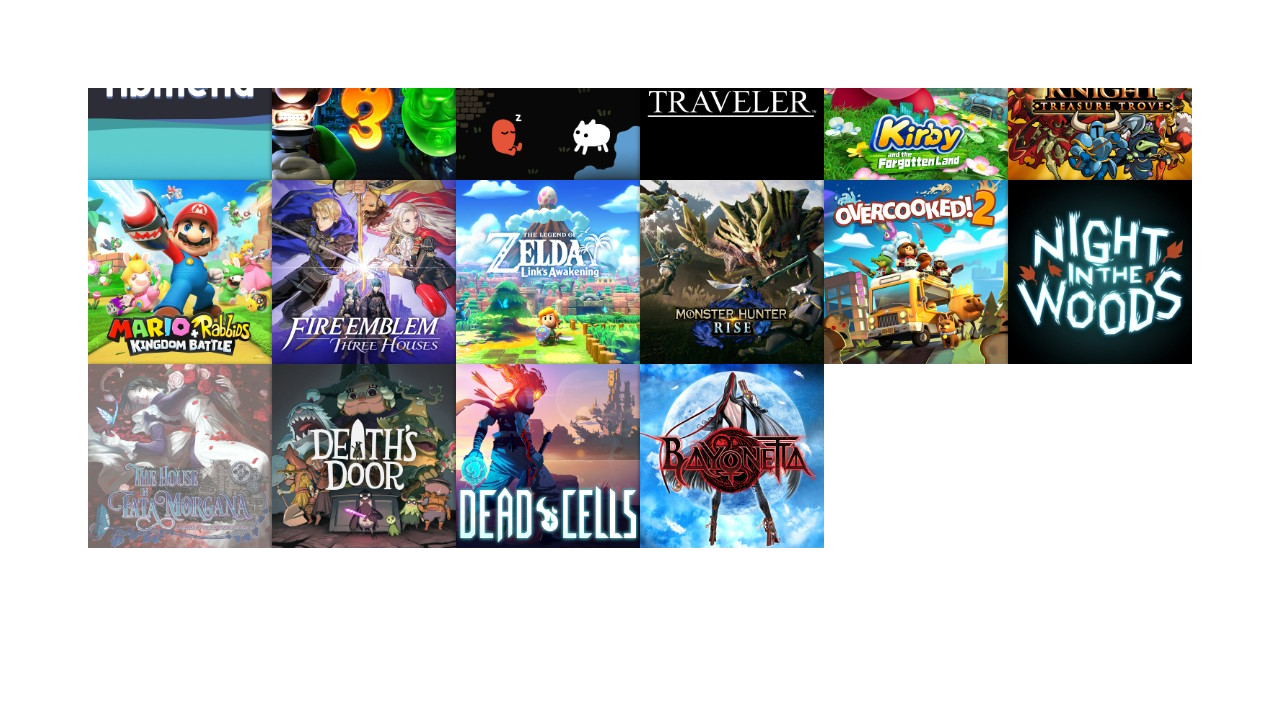 3
z
TRAVELER
Kirby
and the
Forgotten Land
KNIGHT
TREASURE TROVE
MARIO + Rabbids
KINGDOM BATTLE
FIRE EMBLEM
THREE HOUSES
THE LEGEND OF
ZELDA
Link's Awakening
MONSTER HUNTER
RISE
OVERCOOKED! 2
NIGHT
IN THE
WOODS
THE HOUSE
IN
FATA MORGANA
DEATH'S
DOOR
DEAD CELLS
BAYONETTA